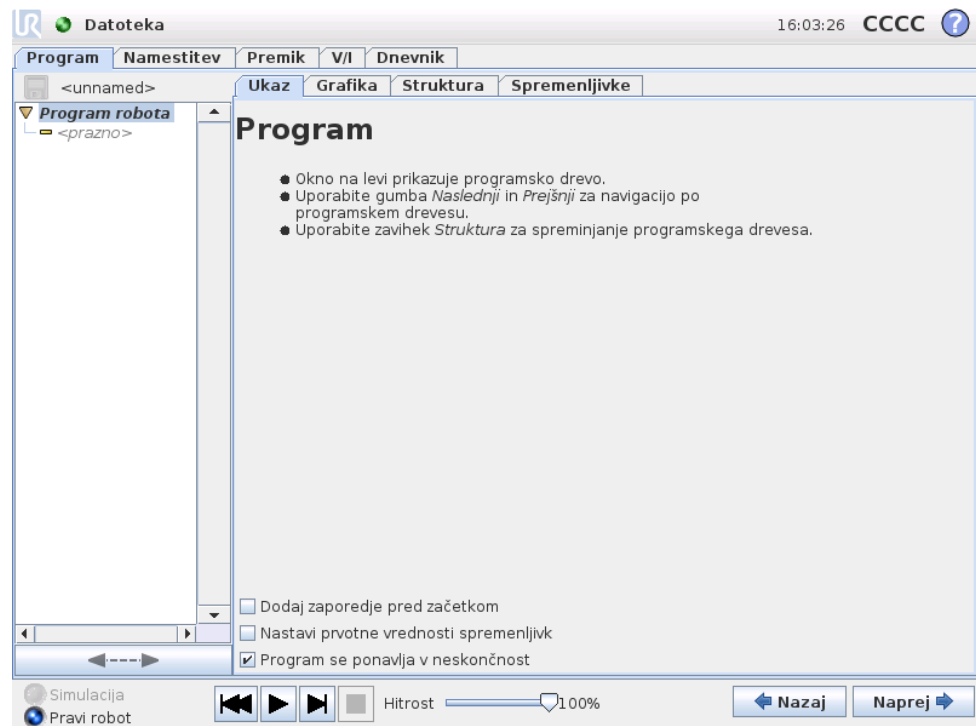 UR Datoteka 16:03:26 CCCC ?
Program Namestitev Premik V/I Dnevnik
<unnamed> Ukaz Grafika Struktura Spremenljivke
Program robota
<prazno>
Program
Okno na levi prikazuje programsko drevo.
Uporabite gumba Naslednji in Prejšnji za navigacijo po
programskem drevesu.
Uporabite zavihek Struktura za spreminjanje programskega drevesa.
Dodaj zaporedje pred začetkom
Nastavi prvotne vrednosti spremenljivk
Program se ponavlja v neskončnost
Simulacija
Pravi robot
Hitrost 100%
Nazaj Naprej